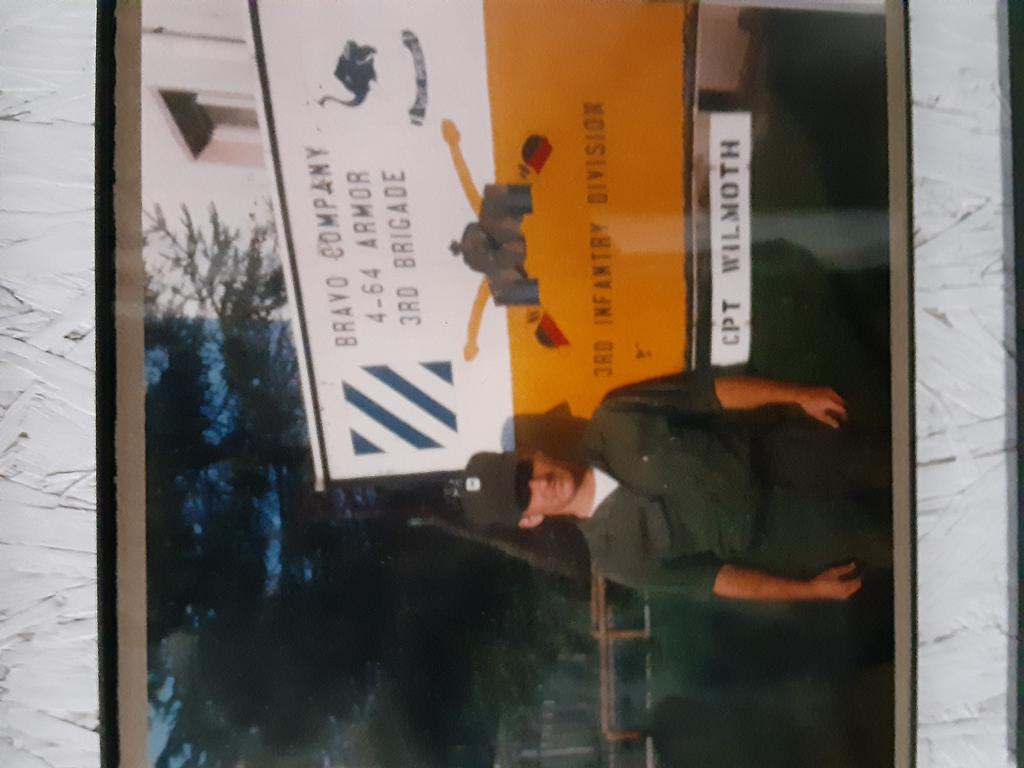 BRAVO COMPANY
4-64 ARMOR
3RD BRIGADE
3RD INFANTRY DIVISION
CPT WILMOTH